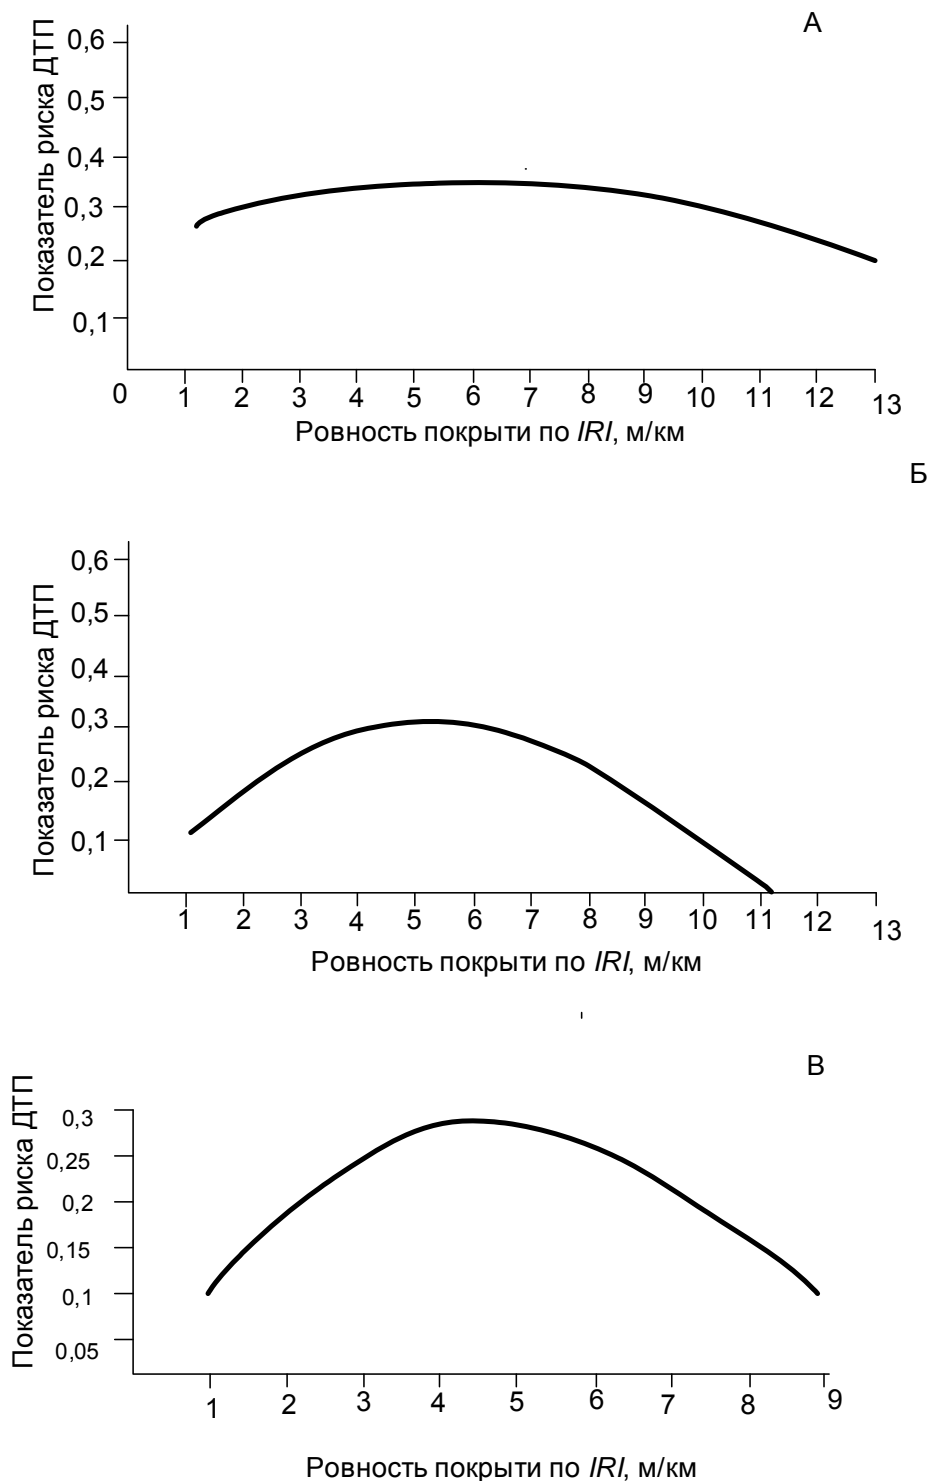 А
Показатель риска ДТП
0,6
0,5
0,4
0,3
0,2
0,1
0 1 2 3 4 5 6 7 8 9 10 11 12 13
Ровность покрыти по IRI, м/км
Б
Показатель риска ДТП
0,6
0,5
0,4
0,3
0,2
0,1
1 2 3 4 5 6 7 8 9 10 11 12 13
Ровность покрыти по IRI, м/км
В
Показатель риска ДТП
0,3
0,25
0,2
0,15
0,1
0,05
1 2 3 4 5 6 7 8 9
Ровность покрыти по IRI, м/км